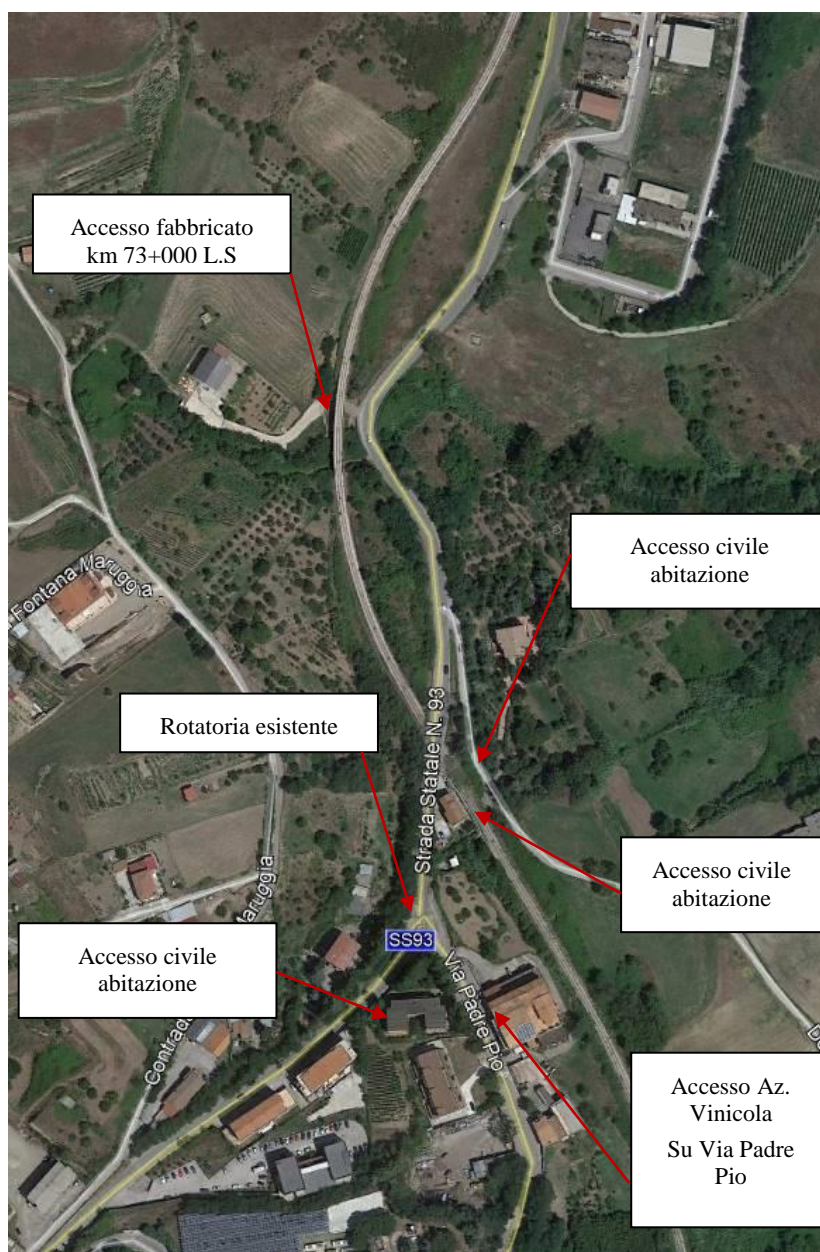 Accesso fabbricato
km 73+000 L.S
Accesso civile
abitazione
Fontana Maruggia
Rotatoria esistente
Strada Statale N. 93
Accesso civile
abitazione
Maruggia
SS93
Accesso civile
abitazione
Via Padre Pio
Contrada
Accesso Az.
Vinicola
Su Via Padre
Pio